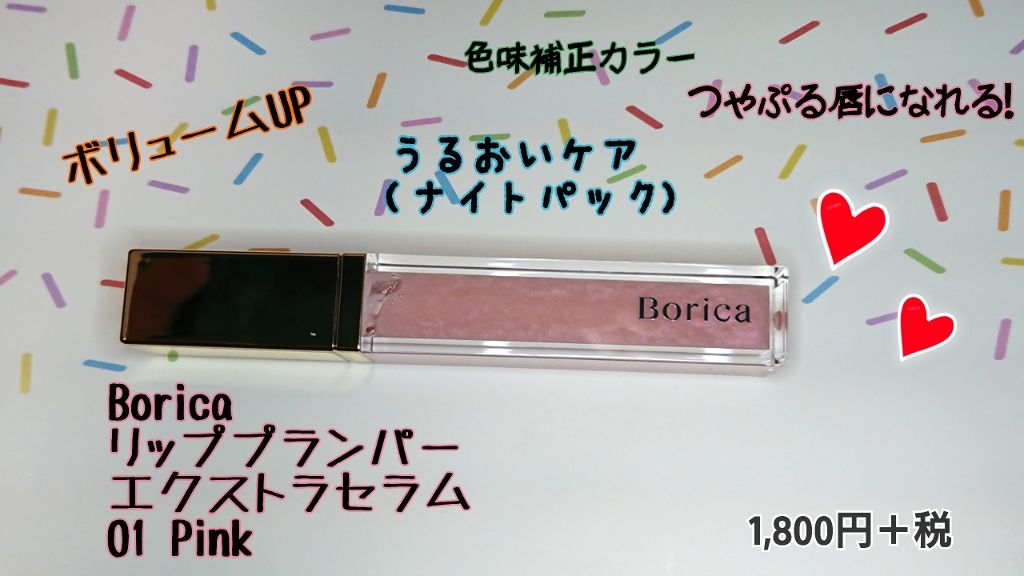 色味補正カラー
つやぷる唇になれる!
ボリュームUP
うるおいケア
(ナイトパック)
Borica
Borica
リッププランパー
エクストラセラム
01 Pink
1,800円+税